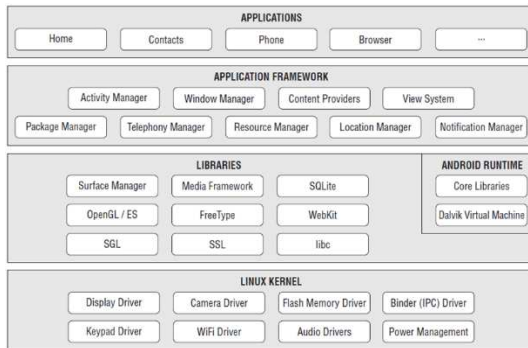 APPLICATIONS
Home Contacts Phone Browser ...
APPLICATION FRAMEWORK
Activity Manager Window Manager Content Providers View System
Package Manager Telephony Manager Resource Manager Location Manager Notification Manager
LIBRARIES
Surface Manager Media Framework SQLite
OpenGL / ES FreeType WebKit
SGL SSL libc
ANDROID RUNTIME
Core Libraries
Dalvik Virtual Machine
LINUX KERNEL
Display Driver Camera Driver Flash Memory Driver Binder (IPC) Driver
Keypad Driver WiFi Driver Audio Drivers Power Management